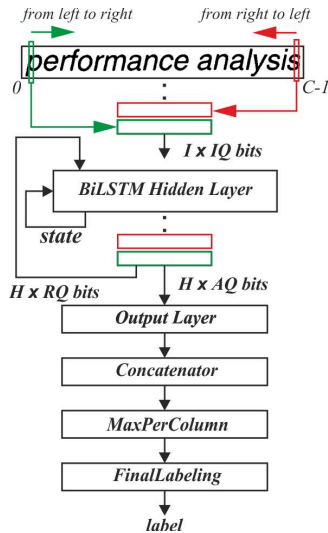 from left to right from right to left
performance analysis
0 C-1
I x IQ bits
BiLSTM Hidden Layer
state
H x RQ bits H x AQ bits
Output Layer
Concatenator
MaxPerColumn
FinalLabeling
label